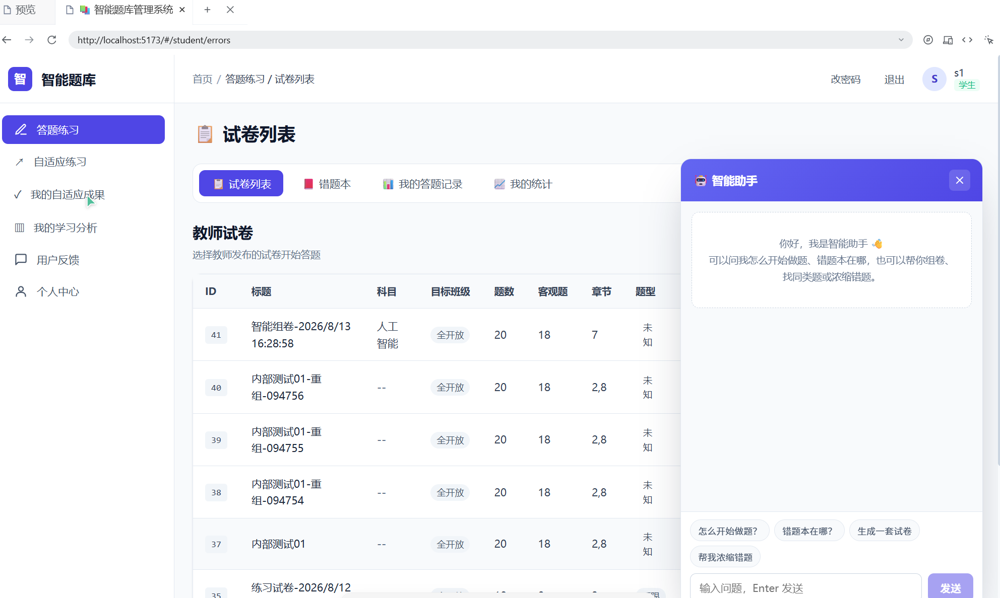 预览
智能题库管理系统
http://localhost:5173/#/student/errors
智 智能题库
首页 / 答题练习 / 试卷列表
改密码 退出 S s1
学生
答题练习
自适应练习
我的自适应成果
我的学习分析
用户反馈
个人中心
试卷列表
试卷列表 错题本 我的答题记录 我的统计
教师试卷
选择教师发布的试卷开始答题
ID 标题 科目 目标班级 题数 客观题 章节 题型
41 智能组卷-2026/8/13 16:28:58 人工智能 全开放 20 18 7 未知
40 内部测试01-重组-094756 -- 全开放 20 18 2,8 未知
39 内部测试01-重组-094755 -- 全开放 20 18 2,8 未知
38 内部测试01-重组-094754 -- 全开放 20 18 2,8 未知
37 内部测试01 -- 全开放 20 18 2,8 未知
35 练习试卷-2026/8/12
智能助手
你好，我是智能助手
可以问我怎么开始做题、错题本在哪，也可以帮你组卷、
找同类题或浓缩错题。
怎么开始做题？ 错题本在哪？ 生成一套试卷
帮我浓缩错题
输入问题，Enter 发送
发送